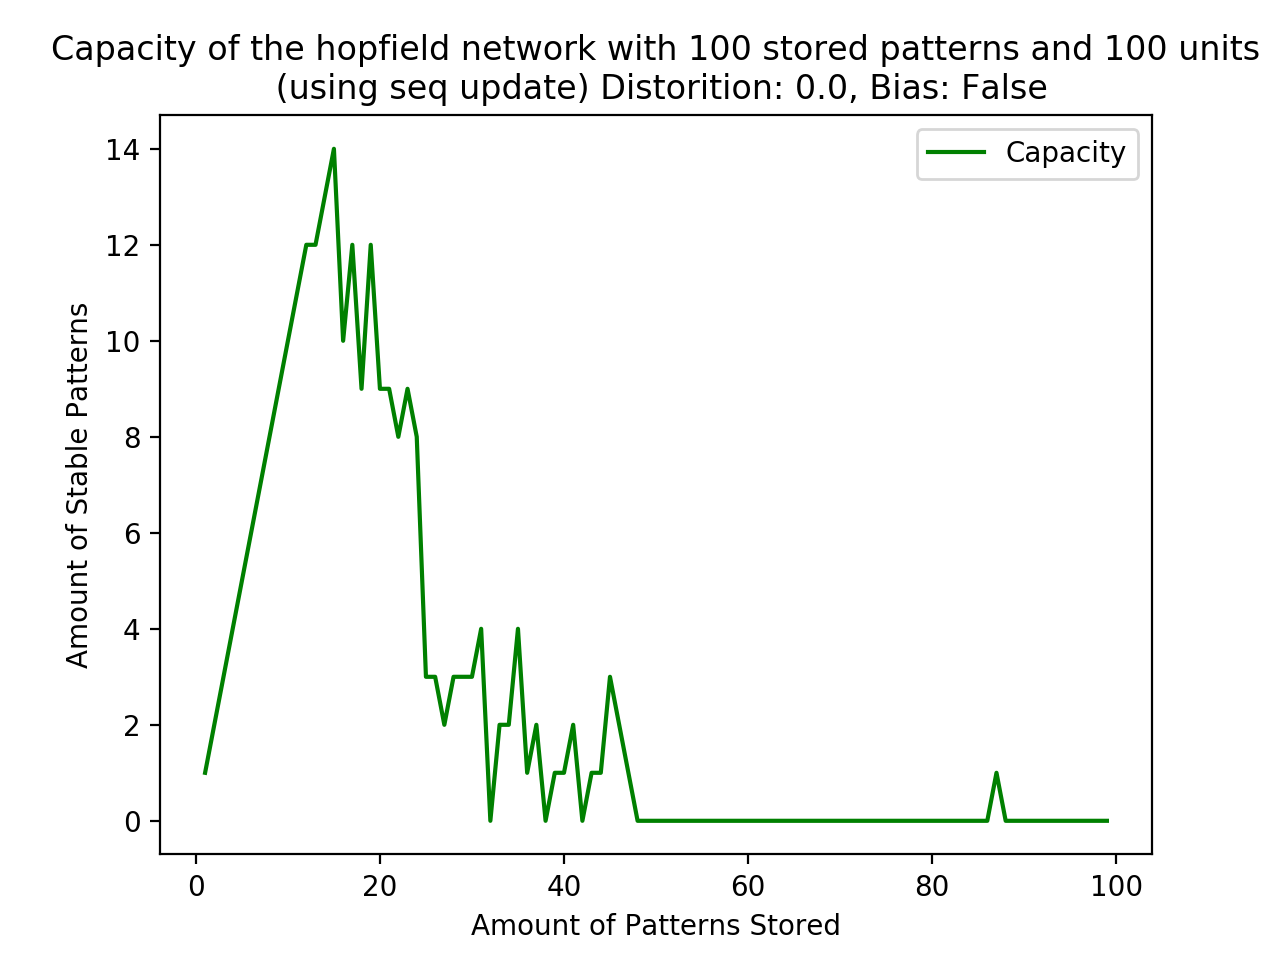 Capacity of the hopfield network with 100 stored patterns and 100 units
(using seq update) Distorition: 0.0, Bias: False
Capacity
14
12
10
8
6
4
2
0
Amount of Stable Patterns
0 20 40 60 80 100
Amount of Patterns Stored